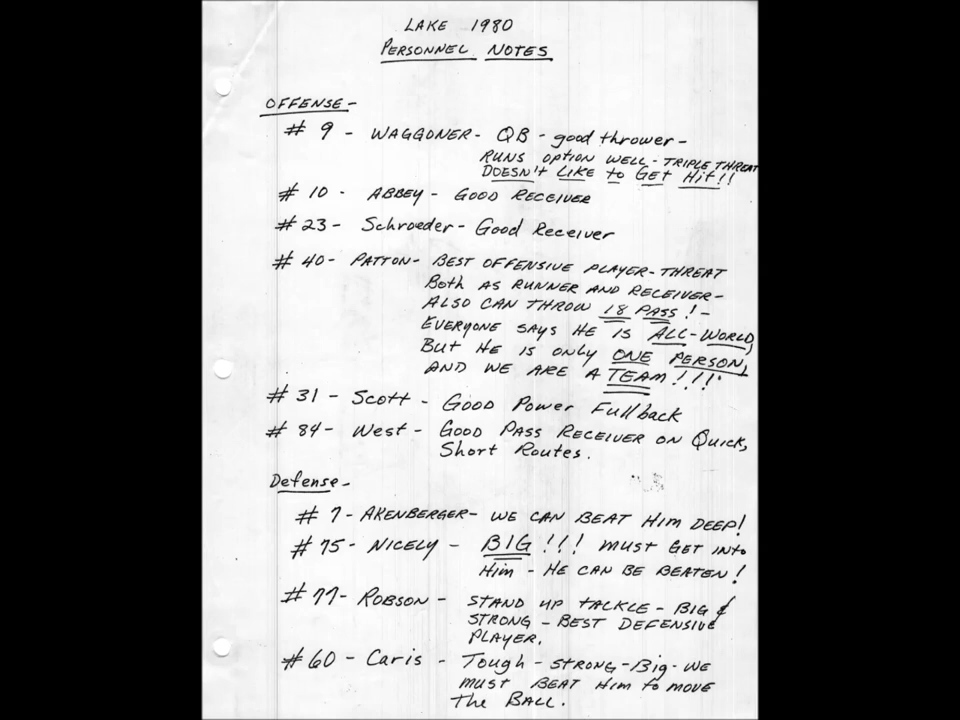 LAKE 1980
PERSONNEL NOTES
OFFENSE-
# 9 - WAGGONER- QB - good thrower-
RUNS OPTION WELL - TRIPLE THREAT
DOESN't LIKE to GET Hit!!
# 10 - ABBEY- GOOD RECEIVER
# 23 - Schroeder- Good Receiver
# 40- PATTON- BEST OFFENSIVE PLAYER-THREAT
Both AS RUNNER AND RECEIVER-
ALSO CAN THROW 18 PASS! -
EVERYONE SAYS HE IS ALL-WORLD,
BUT HE IS ONLY ONE PERSON,
AND WE ARE A TEAM!!!!
# 31 - Scott - Good Power Fullback
# 84- West- GOOD PASS RECEIVER ON Quick,
Short Routes.
Defense-
# 7- AKENBERGER- WE CAN BEAT HIM DEEP!
# 75- NICELY - BIG!!! MUST GET INTO
Him - HE CAN BE BEATEN!
# 77- ROBSON - STAND UP TACKLE - BIG &
STRONG - BEST DEFENSIVE
PLAYER.
# 60 - Caris - Tough - STRONG-Big- WE
MUST BEAT Him to MOVE
the BALL.